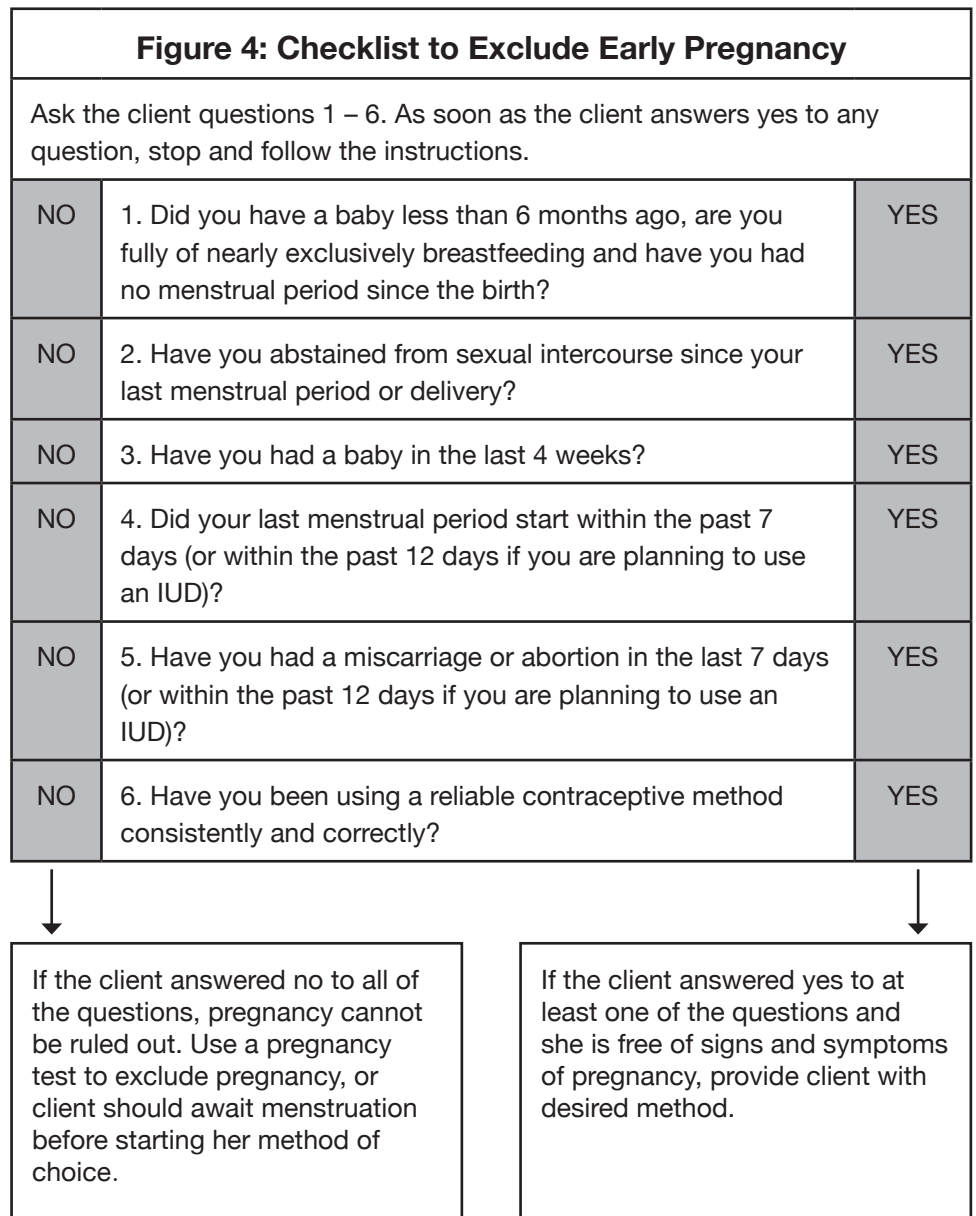 Figure 4: Checklist to Exclude Early Pregnancy
Ask the client questions 1 – 6. As soon as the client answers yes to any
question, stop and follow the instructions.
NO
1. Did you have a baby less than 6 months ago, are you
fully of nearly exclusively breastfeeding and have you had
no menstrual period since the birth?
YES
NO
2. Have you abstained from sexual intercourse since your
last menstrual period or delivery?
YES
NO
3. Have you had a baby in the last 4 weeks?
YES
NO
4. Did your last menstrual period start within the past 7
days (or within the past 12 days if you are planning to use
an IUD)?
YES
NO
5. Have you had a miscarriage or abortion in the last 7 days
(or within the past 12 days if you are planning to use an
IUD)?
YES
NO
6. Have you been using a reliable contraceptive method
consistently and correctly?
YES
If the client answered no to all of
the questions, pregnancy cannot
be ruled out. Use a pregnancy
test to exclude pregnancy, or
client should await menstruation
before starting her method of
choice.
If the client answered yes to at
least one of the questions and
she is free of signs and symptoms
of pregnancy, provide client with
desired method.